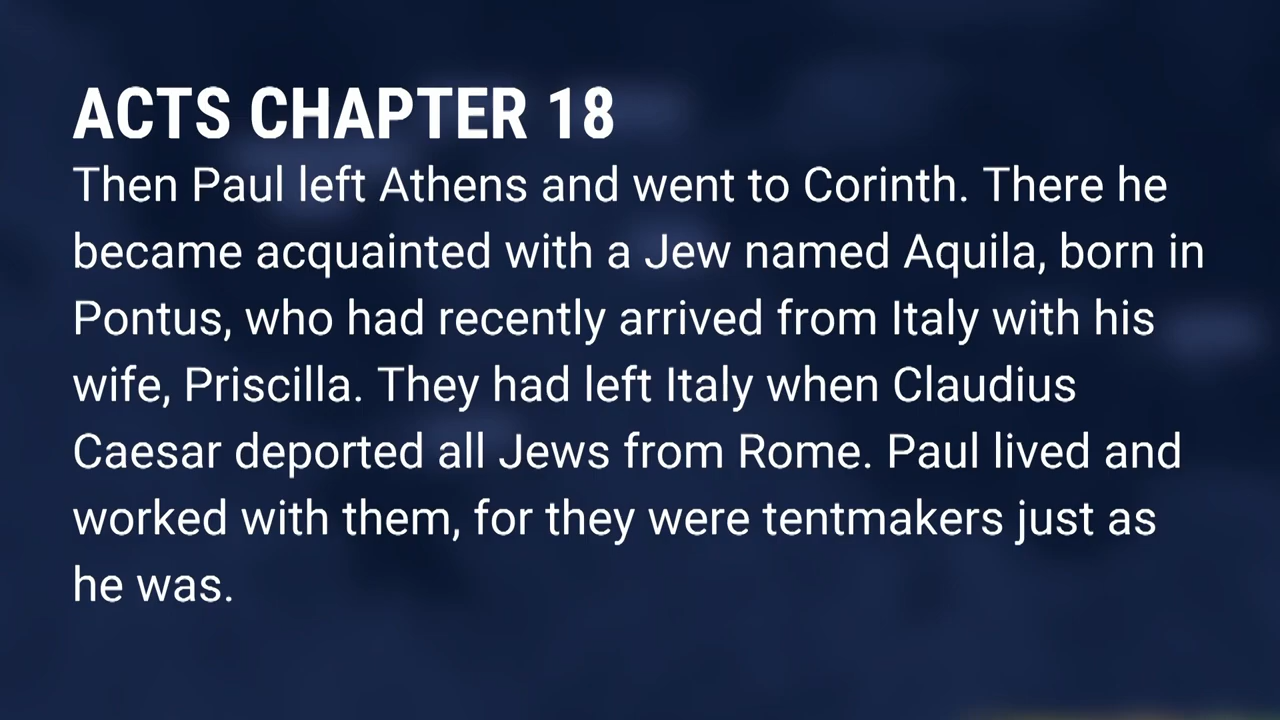 ACTS CHAPTER 18
Then Paul left Athens and went to Corinth. There he
became acquainted with a Jew named Aquila, born in
Pontus, who had recently arrived from Italy with his
wife, Priscilla. They had left Italy when Claudius
Caesar deported all Jews from Rome. Paul lived and
worked with them, for they were tentmakers just as
he was.